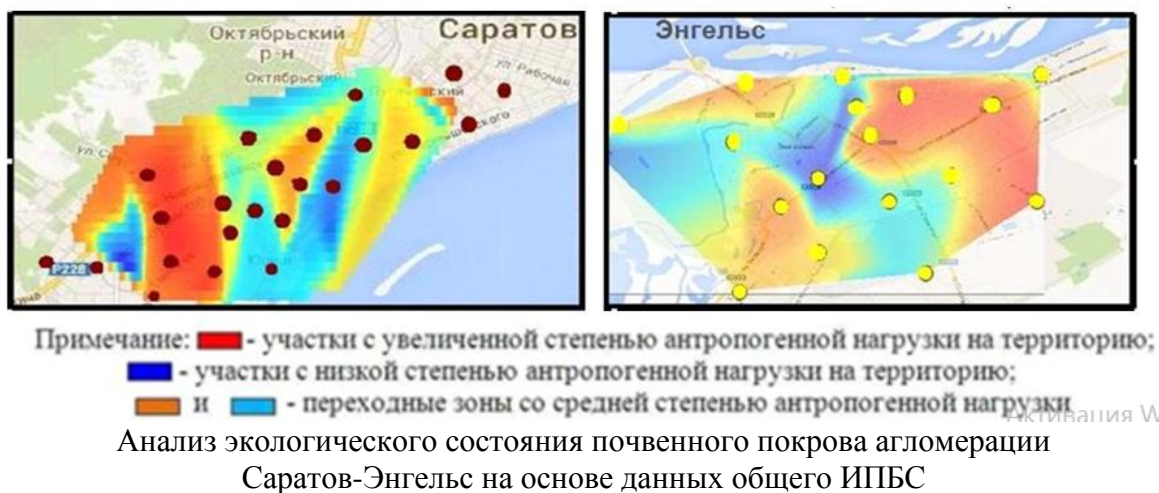 Октябрьский
р-н
Саратов
Октябрьский
ул. Рабочая
Р228
Энгельс
Примечание: - участки с увеличенной степенью антропогенной нагрузки на территорию;
- участки с низкой степенью антропогенной нагрузки на территорию;
и - переходные зоны со средней степенью антропогенной нагрузки
Активация W
Анализ экологического состояния почвенного покрова агломерации
Саратов-Энгельс на основе данных общего ИПБС